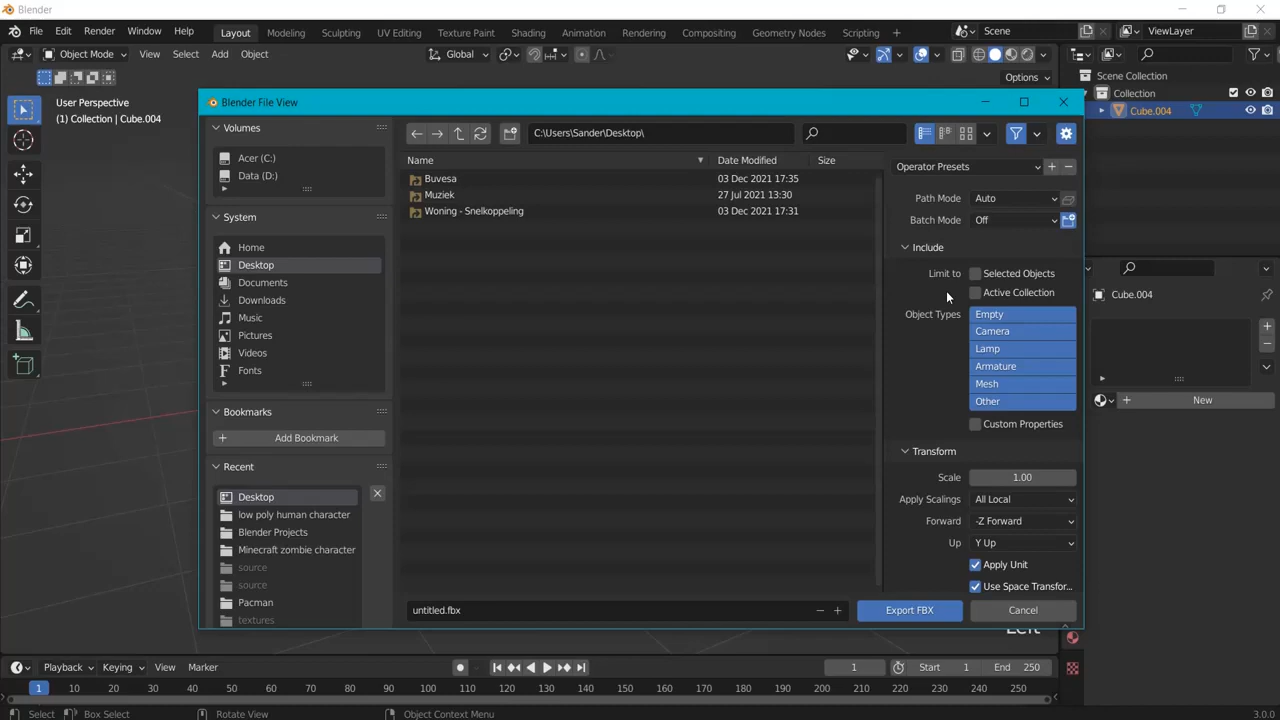 Blender
File Edit Render Window Help Layout Modeling Sculpting UV Editing Texture Paint Shading Animation Rendering Compositing Geometry Nodes Scripting + Scene ViewLayer
Object Mode View Select Add Object Global
Options
User Perspective
(1) Collection | Cube.004
Scene Collection
Collection
Cube.004
Blender File View
Volumes
Acer (C:)
Data (D:)
System
Home
Desktop
Documents
Downloads
Music
Pictures
Videos
Fonts
Bookmarks
+ Add Bookmark
Recent
Desktop
low poly human character
Blender Projects
Minecraft zombie character
source
source
Pacman
textures
C:\Users\Sander\Desktop\
Name Date Modified Size
Buvesa 03 Dec 2021 17:35
Muziek 27 Jul 2021 13:30
Woning - Snelkoppeling 03 Dec 2021 17:31
untitled.fbx − +
Export FBX Cancel
Operator Presets + −
Path Mode Auto
Batch Mode Off
Include
Limit to Selected Objects
Active Collection
Object Types Empty
Camera
Lamp
Armature
Mesh
Other
Custom Properties
Transform
Scale 1.00
Apply Scalings All Local
Forward -Z Forward
Up Y Up
Apply Unit
Use Space Transfor...
Cube.004
+ New
Playback Keying View Marker 1 Start 1 End 250
1 10 20 30 40 50 60 70 80 90 100 110 120 130 140 150 160 170 180 190 200 210 220 230 240 250
Select Box Select Rotate View Object Context Menu 3.0.0